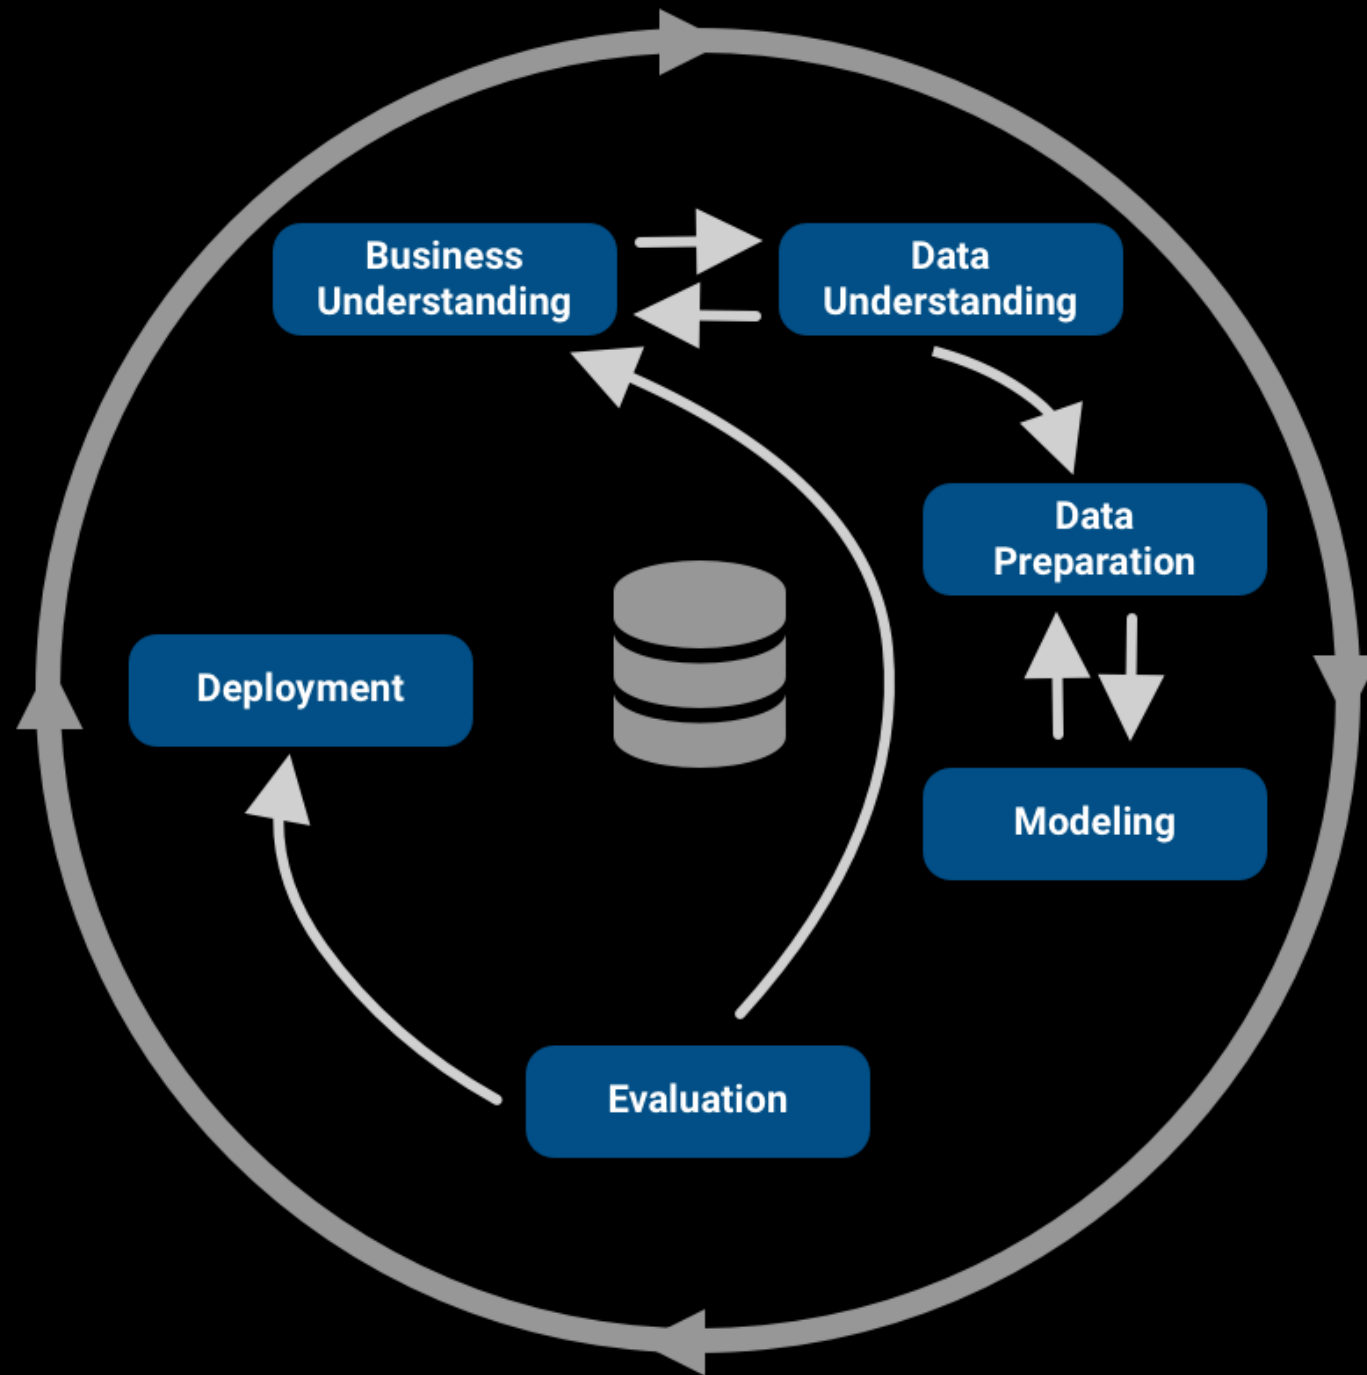 Business
Understanding
Data
Understanding
Data
Preparation
Deployment
Modeling
Evaluation